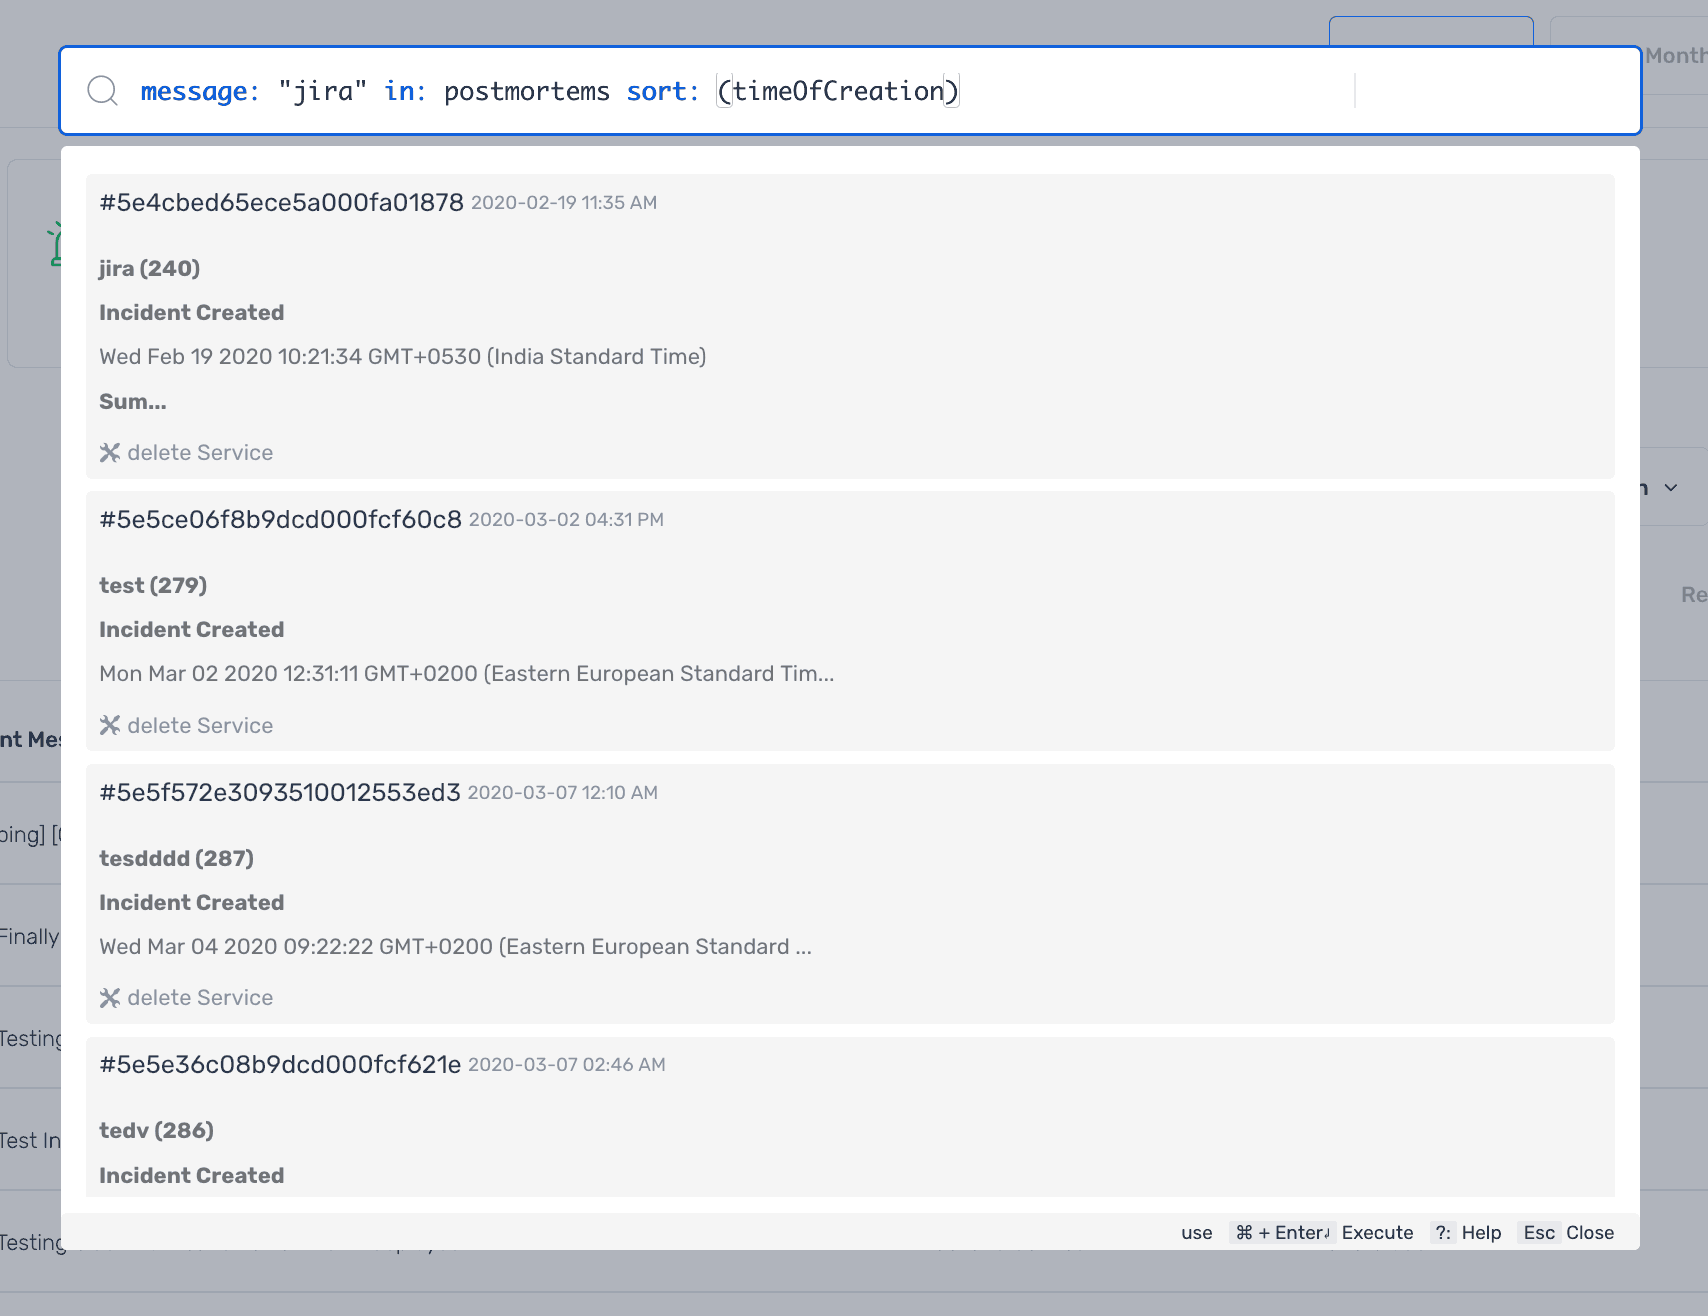 Month
message: "jira" in: postmortems sort: (timeOfCreation)
#5e4cbed65ece5a000fa01878 2020-02-19 11:35 AM
jira (240)
Incident Created
Wed Feb 19 2020 10:21:34 GMT+0530 (India Standard Time)
Sum...
delete Service
#5e5ce06f8b9dcd000fcf60c8 2020-03-02 04:31 PM
test (279)
Incident Created
Mon Mar 02 2020 12:31:11 GMT+0200 (Eastern European Standard Tim...
delete Service
#5e5f572e3093510012553ed3 2020-03-07 12:10 AM
tesdddd (287)
Incident Created
Wed Mar 04 2020 09:22:22 GMT+0200 (Eastern European Standard ...
delete Service
#5e5e36c08b9dcd000fcf621e 2020-03-07 02:46 AM
tedv (286)
Incident Created
use ⌘ + Enter↲ Execute ?: Help Esc Close
n
Re
nt Mes
ping] [
Finally
Testing
Test In
Testing